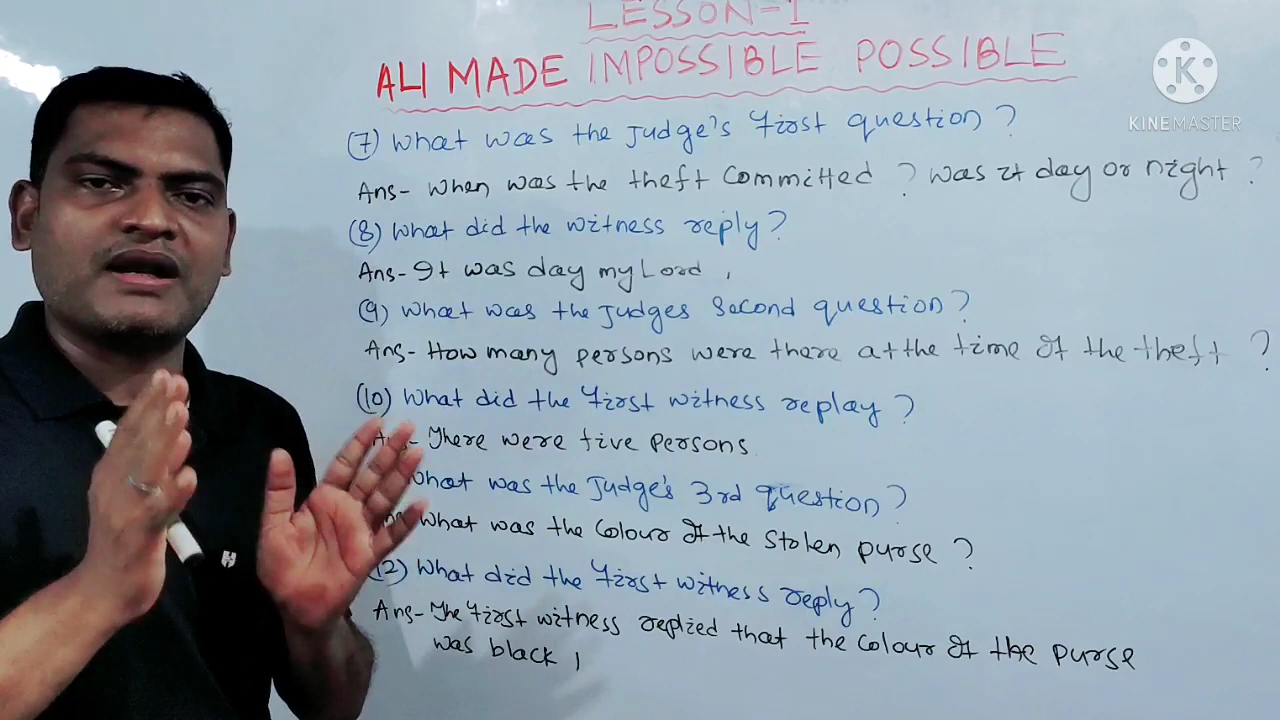 LESSON-1
ALI MADE IMPOSSIBLE POSSIBLE
K
KINEMASTER
(7) What was the Judge's first question?
Ans- When was the theft Committed? Was it day or night?
(8) What did the witness reply?
Ans- It was day my Lord,
(9) What was the Judges Second question?
Ans- How many persons were there at the time of the theft?
(10) What did the first witness replay?
Ans- There were five Persons
What was the Judge's 3rd question?
What was the Colour of the Stolen purse?
12) What did the first witness reply?
Ans- The first witness replied that the Colour of the purse
was black |